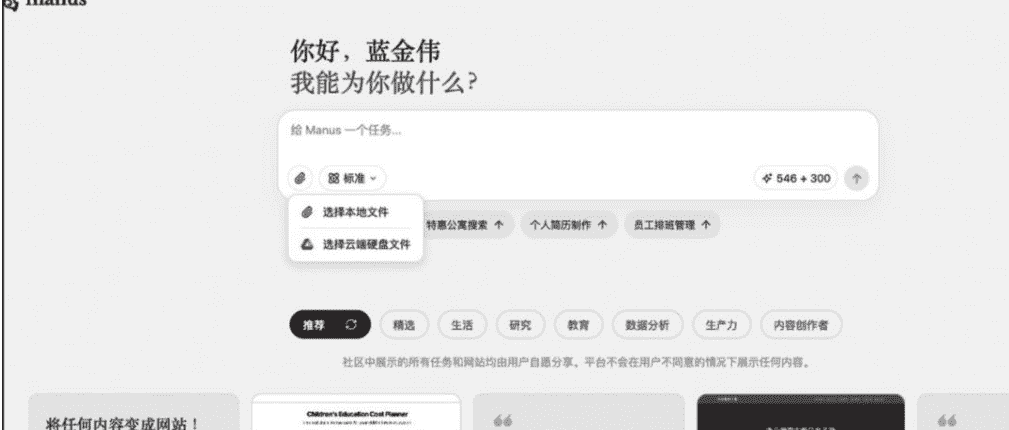 manus
你好，蓝金伟
我能为你做什么?
给 Manus 一个任务...
标准
546 + 300
选择本地文件
选择云端硬盘文件
特惠公寓搜索
个人简历制作
员工排班管理
推荐
精选
生活
研究
教育
数据分析
生产力
内容创作者
社区中展示的所有任务和网站均由用户自愿分享。平台不会在用户不同意的情况下展示任何内容。
将任何内容变成网站！
Children's Education Cost Planner